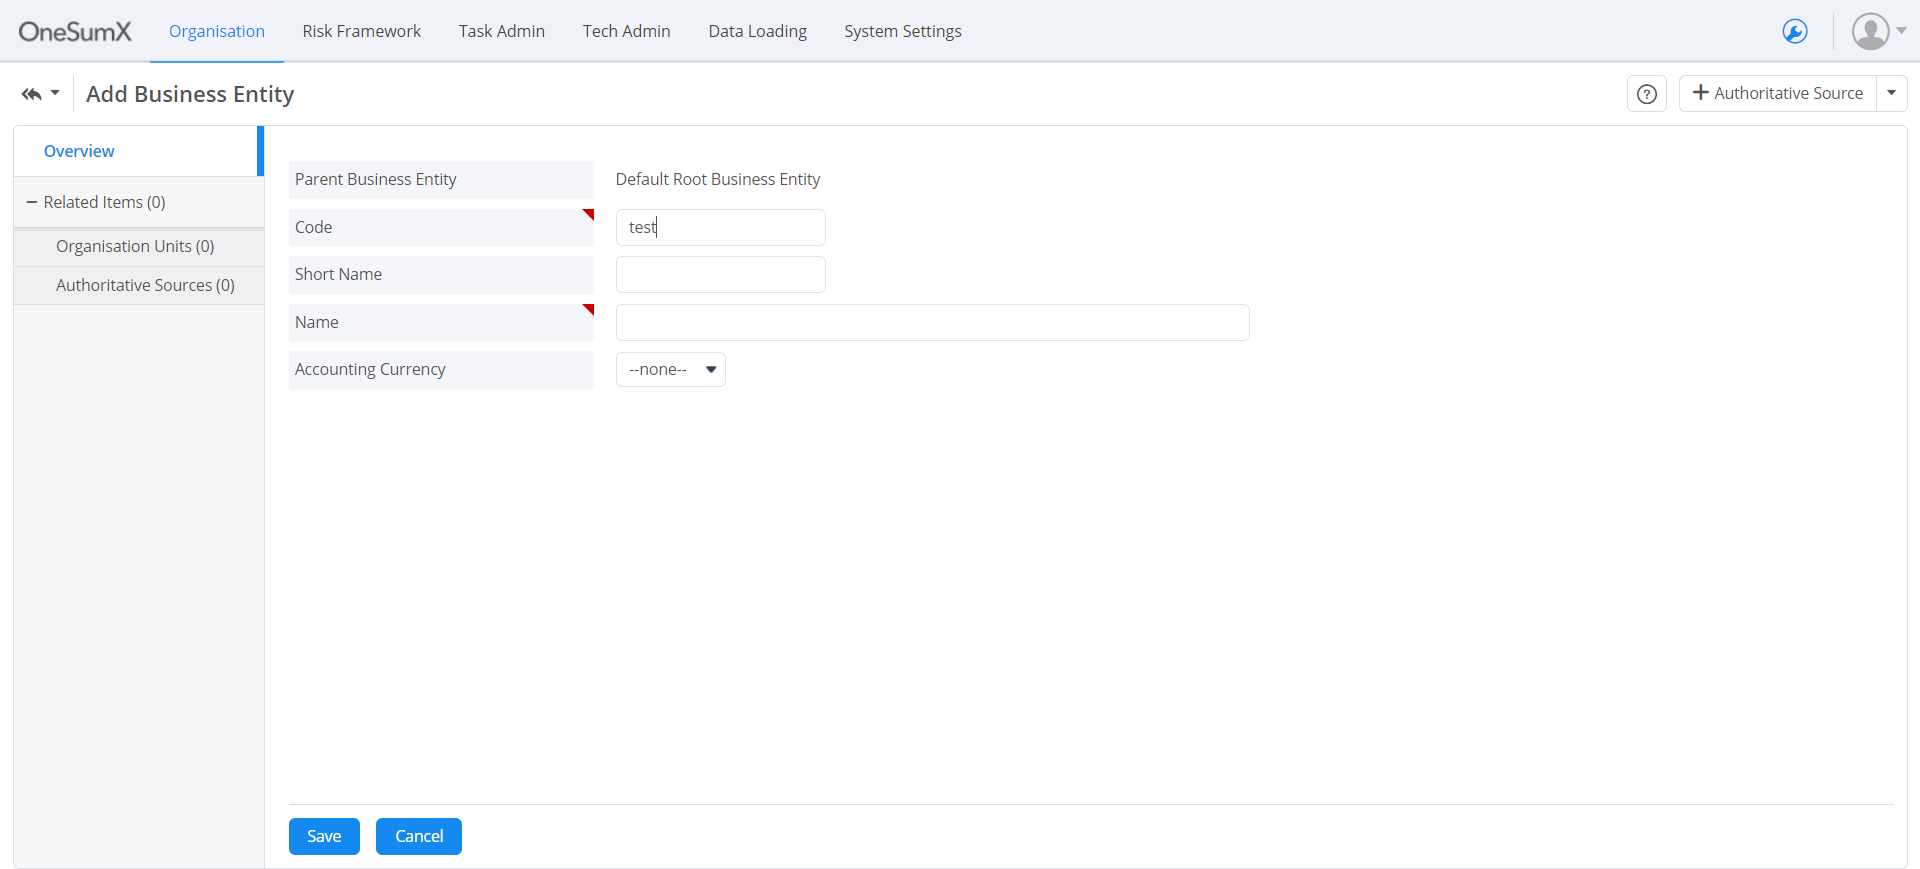 OneSumX Organisation Risk Framework Task Admin Tech Admin Data Loading System Settings
Add Business Entity
? + Authoritative Source
Overview
Related Items (0)
Organisation Units (0)
Authoritative Sources (0)
Parent Business Entity Default Root Business Entity
Code test
Short Name
Name
Accounting Currency --none--
Save Cancel